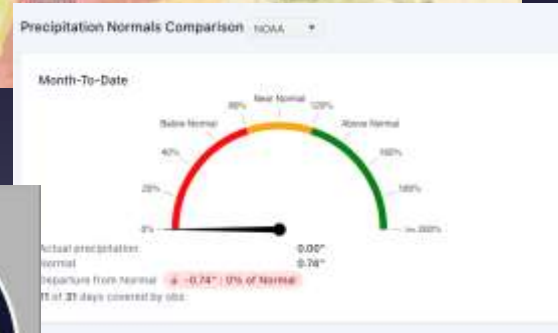 Precipitation Normals Comparison NOAA
Month-To-Date
Near Normal
80% 120%
Below Normal Above Normal
40% 160%
20% 180%
0% >= 200%
Actual precipitation 0.00"
Normal 0.74"
Departure from Normal -0.74" | 0% of Normal
11 of 31 days covered by obs